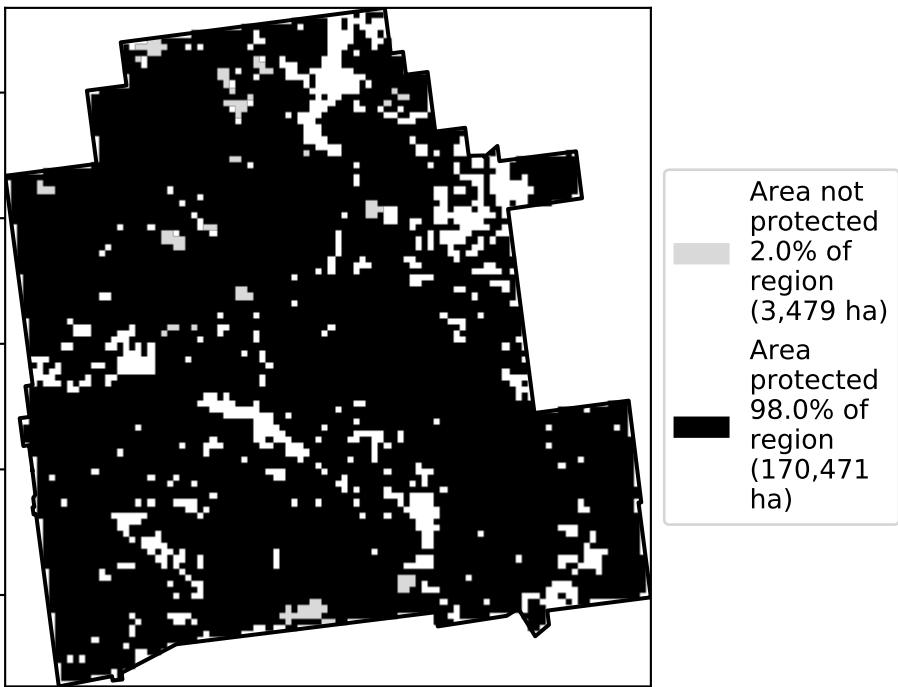 Area not
protected
2.0% of
region
(3,479 ha)
Area
protected
98.0% of
region
(170,471
ha)